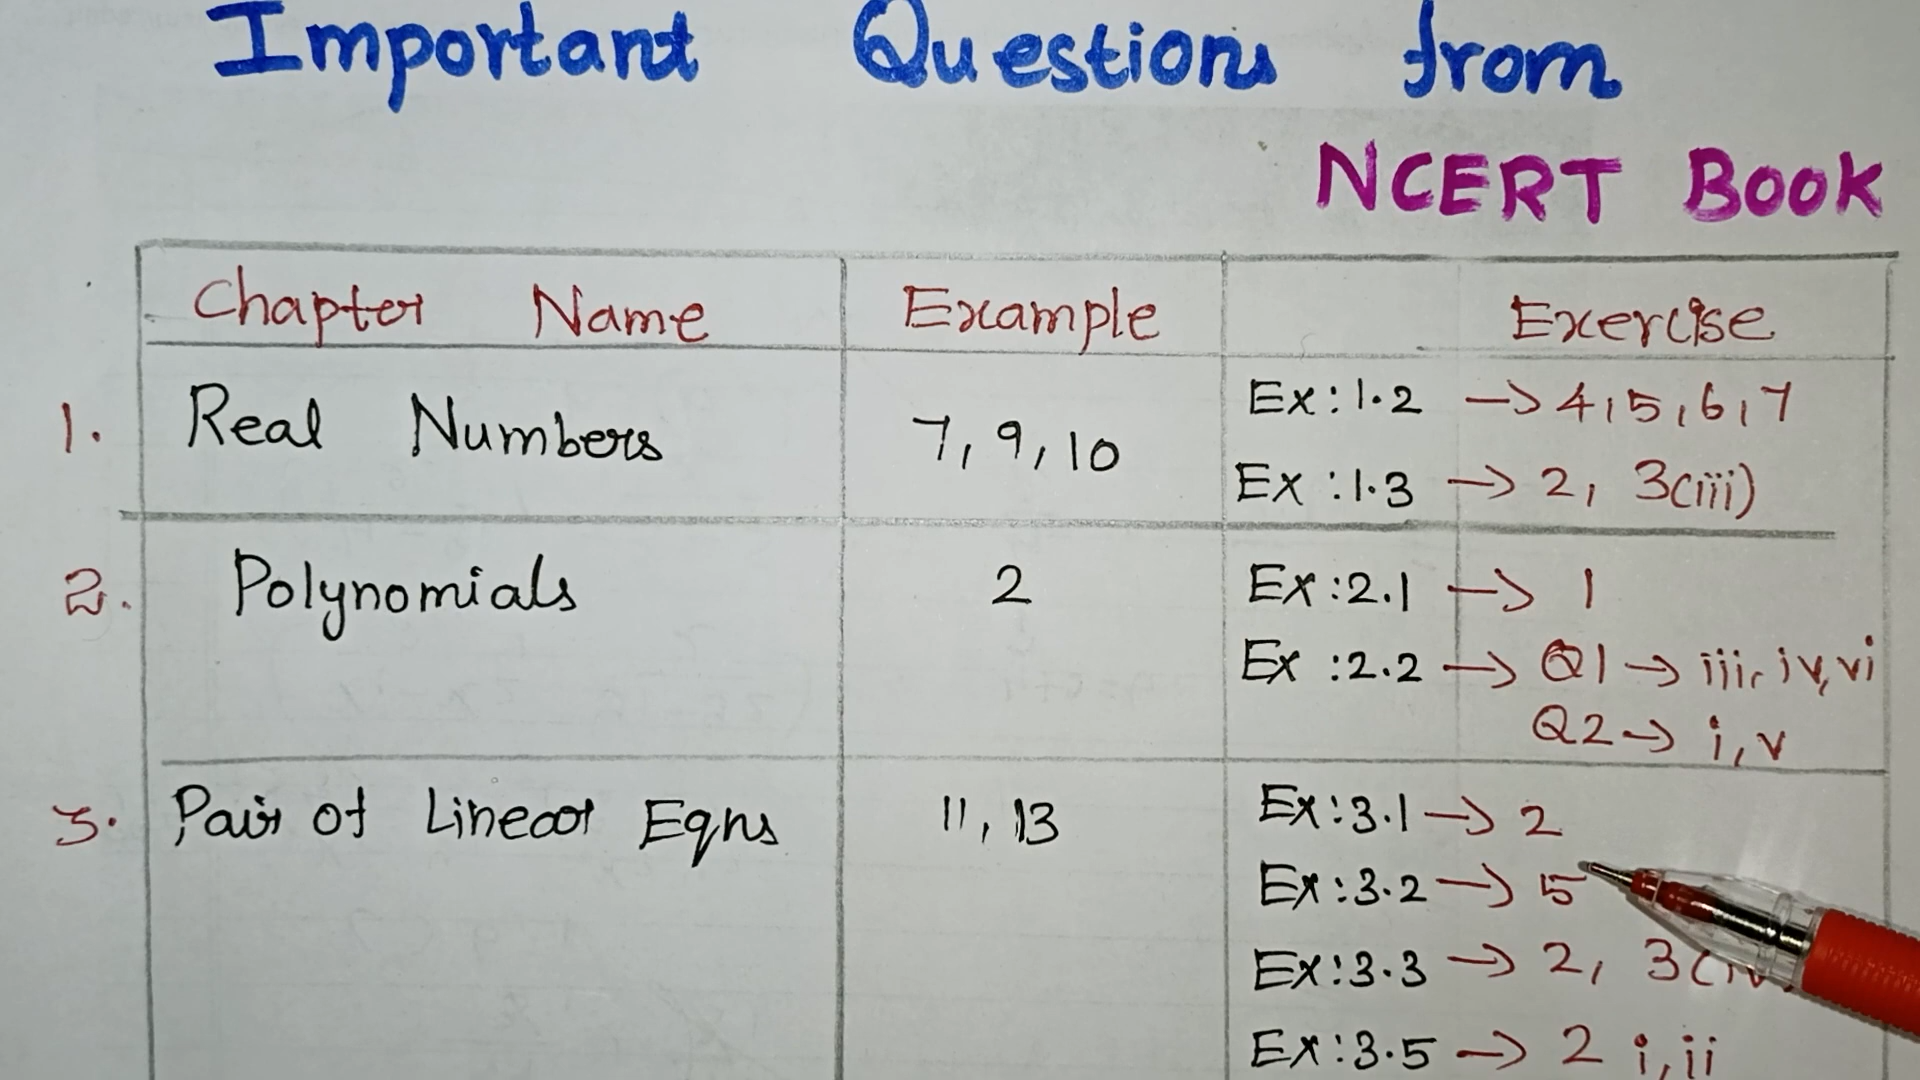 Important Questions from
NCERT Book
Chapter Name Example Exercise
1. Real Numbers 7, 9, 10 Ex : 1.2 → 4, 5, 6, 7
Ex : 1.3 → 2, 3(iii)
2. Polynomials 2 Ex : 2.1 → 1
Ex : 2.2 → Q1 → iii, iv, vi
Q2 → i, v
3. Pair of Linear Eqns 11, 13 Ex : 3.1 → 2
Ex : 3.2 → 5
Ex : 3.3 → 2,
Ex : 3.5 → 2 i, ii